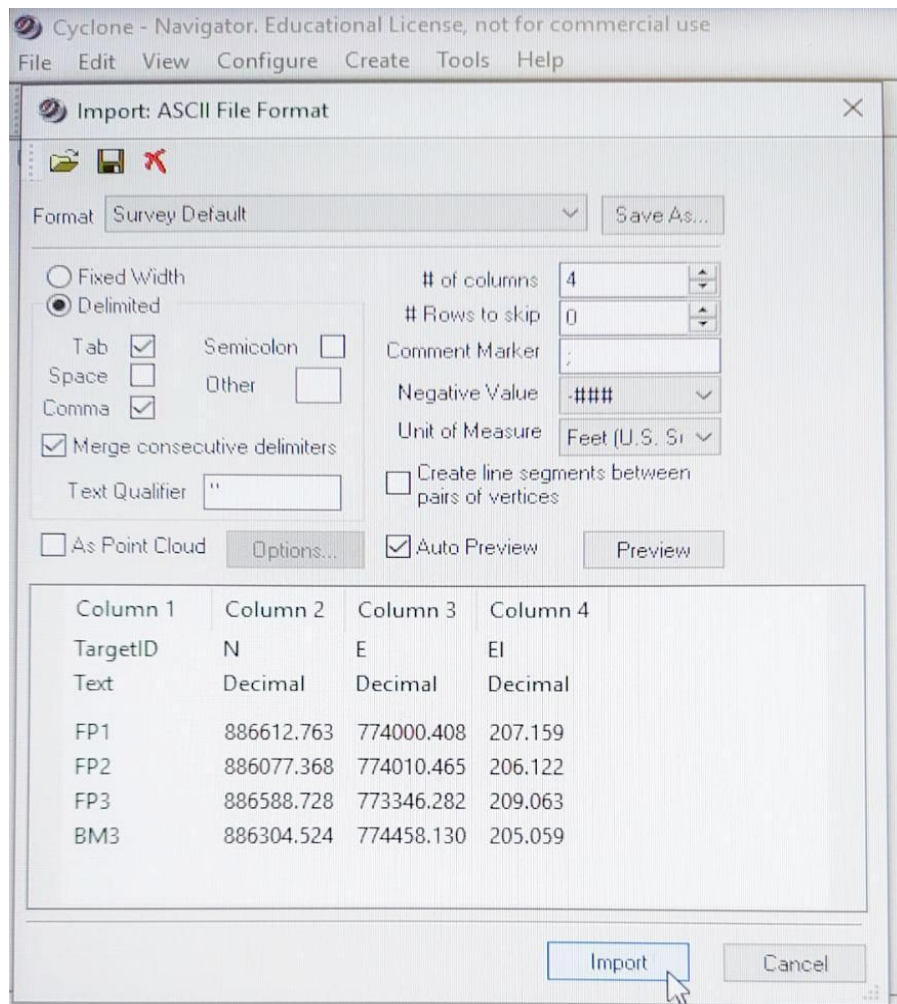 Cyclone - Navigator. Educational License, not for commercial use
File Edit View Configure Create Tools Help
Import: ASCII File Format
Format Survey Default Save As...
Fixed Width
Delimited
Tab Semicolon
Space Other
Comma
Merge consecutive delimiters
Text Qualifier "
# of columns 4
# Rows to skip 0
Comment Marker ;
Negative Value -###
Unit of Measure Feet (U.S. S
Create line segments between
pairs of vertices
As Point Cloud Options... Auto Preview Preview
Column 1 Column 2 Column 3 Column 4
TargetID N E El
Text Decimal Decimal Decimal
FP1 886612.763 774000.408 207.159
FP2 886077.368 774010.465 206.122
FP3 886588.728 773346.282 209.063
BM3 886304.524 774458.130 205.059
Import Cancel